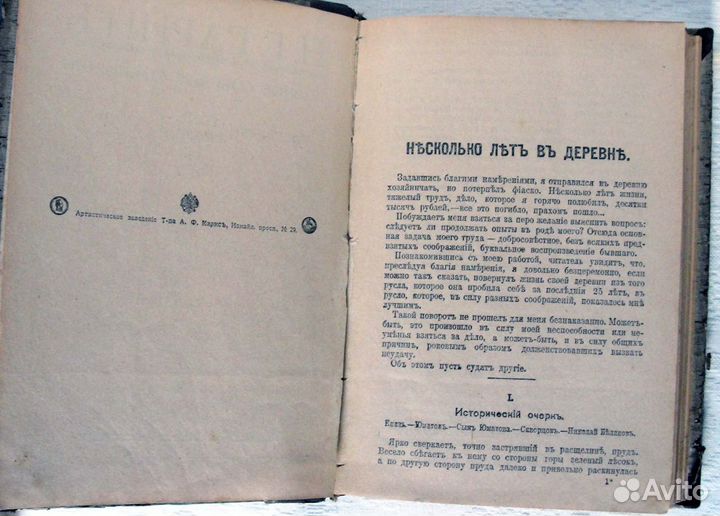 Артистическое заведеніе Т-ва А. Ф. Марксъ, Измайл. просп. № 29.
НѢСКОЛЬКО ЛѢТЪ ВЪ ДЕРЕВНѢ.
Задавшись благими намѣреніями, я отправился въ деревню
хозяйничать, но потерпѣлъ фіаско. Нѣсколько лѣтъ жизни,
тяжелый трудъ, дѣло, которое я горячо полюбилъ, десятки
тысячъ рублей,—все это погибло, прахомъ пошло...
Побуждаетъ меня взяться за перо желаніе выяснить вопросъ:
слѣдуетъ ли продолжать опыты въ родѣ моего? Отсюда основ-
ная задача моего труда — добросовѣстное, безъ всякихъ пред-
взятыхъ соображеній, буквальное воспроизведеніе бывшаго.
Познакомившись съ моею работой, читатель увидитъ, что,
преслѣдуя благія намѣренія, я довольно безцеремонно, если
можно такъ сказать, повернулъ жизнь своей деревни изъ того
русла, которое она пробила себѣ за послѣдніе 25 лѣтъ, въ
русло, которое, въ силу разныхъ соображеній, показалось мнѣ
лучшимъ.
Такой поворотъ не прошелъ для меня безнаказанно. Можетъ-
быть, это произошло въ силу моей неспособности или не-
умѣнья взяться за дѣло, а можетъ-быть, и въ силу общихъ
причинъ, роковымъ образомъ долженствовавшихъ вызвать
неудачу.
Объ этомъ пусть судятъ другіе.
I.
Историческій очеркъ.
Князь.—Юматовъ.—Сынъ Юматова.—Скворцовъ.—Николай Бѣляковъ.
Ярко сверкаетъ, точно застрявшій въ расщелинѣ, прудъ.
Весело сбѣгаетъ къ нему со стороны горы зеленый лѣсокъ,
а по другую сторону пруда далеко и привольно раскинулась
1*
Avito